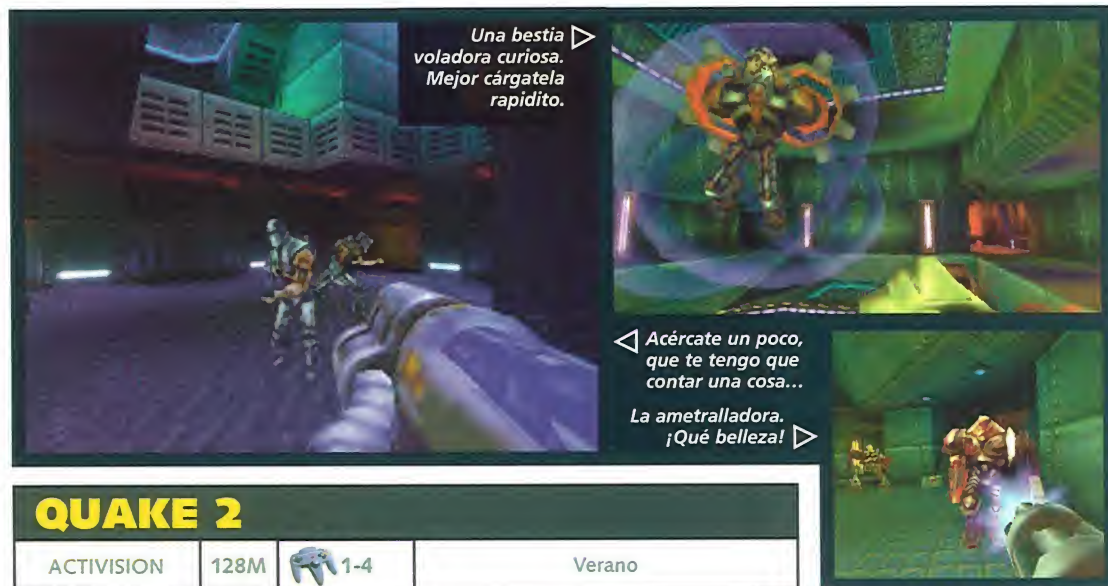 Una bestia
voladora curiosa.
Mejor cárgatela
rapidito.
Acércate un poco,
que te tengo que
contar una cosa...
La ametralladora.
¡Qué belleza!
QUAKE 2
ACTIVISION 128M 1-4 Verano